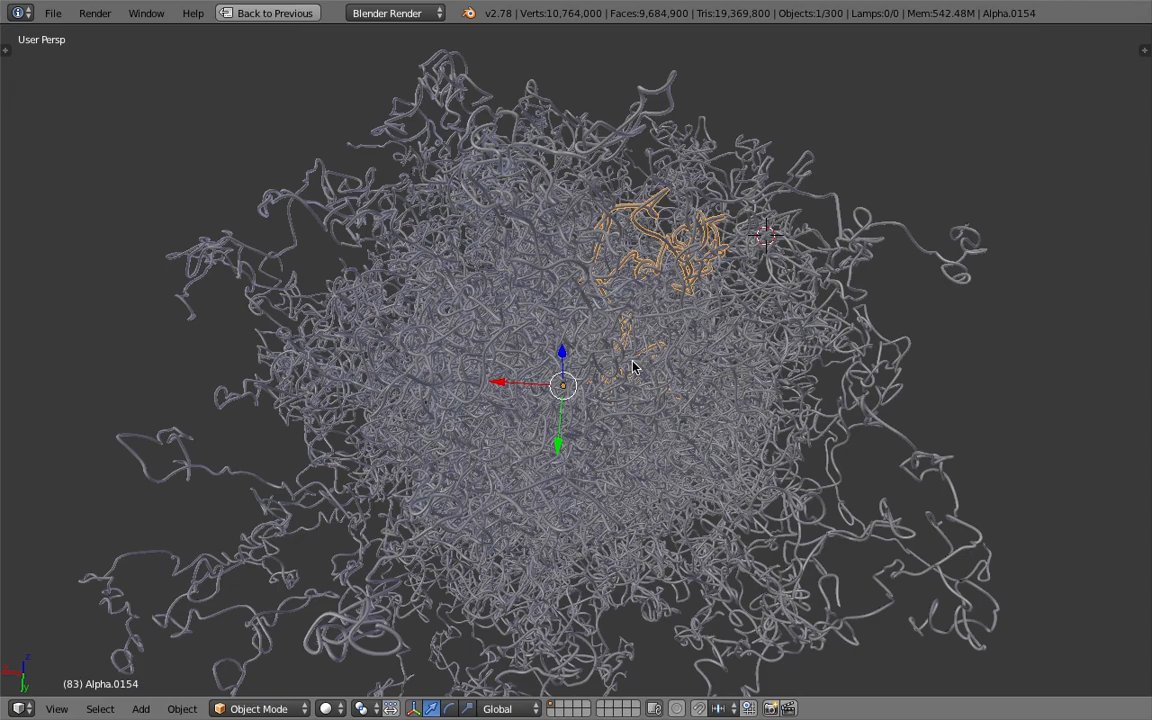 File Render Window Help Back to Previous Blender Render v2.78 | Verts:10,764,000 | Faces:9,684,900 | Tris:19,369,800 | Objects:1/300 | Lamps:0/0 | Mem:542.48M | Alpha.0154
User Persp
z
y
(83) Alpha.0154
View Select Add Object Object Mode Global